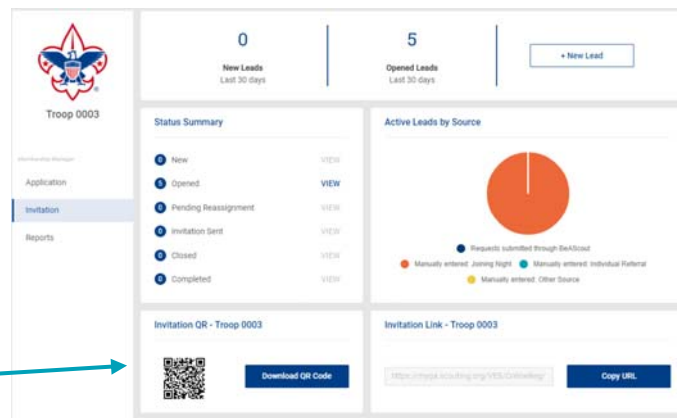 Troop 0003
Membership Manager
Application
Invitation
Reports
0
New Leads
Last 30 days
5
Opened Leads
Last 30 days
+ New Lead
Status Summary
0 New VIEW
5 Opened VIEW
0 Pending Reassignment VIEW
0 Invitation Sent VIEW
0 Closed VIEW
0 Completed VIEW
Active Leads by Source
Requests submitted through BeAScout
Manually entered: Joining Night Manually entered: Individual Referral
Manually entered: Other Source
Invitation QR - Troop 0003
Download QR Code
Invitation Link - Troop 0003
Copy URL